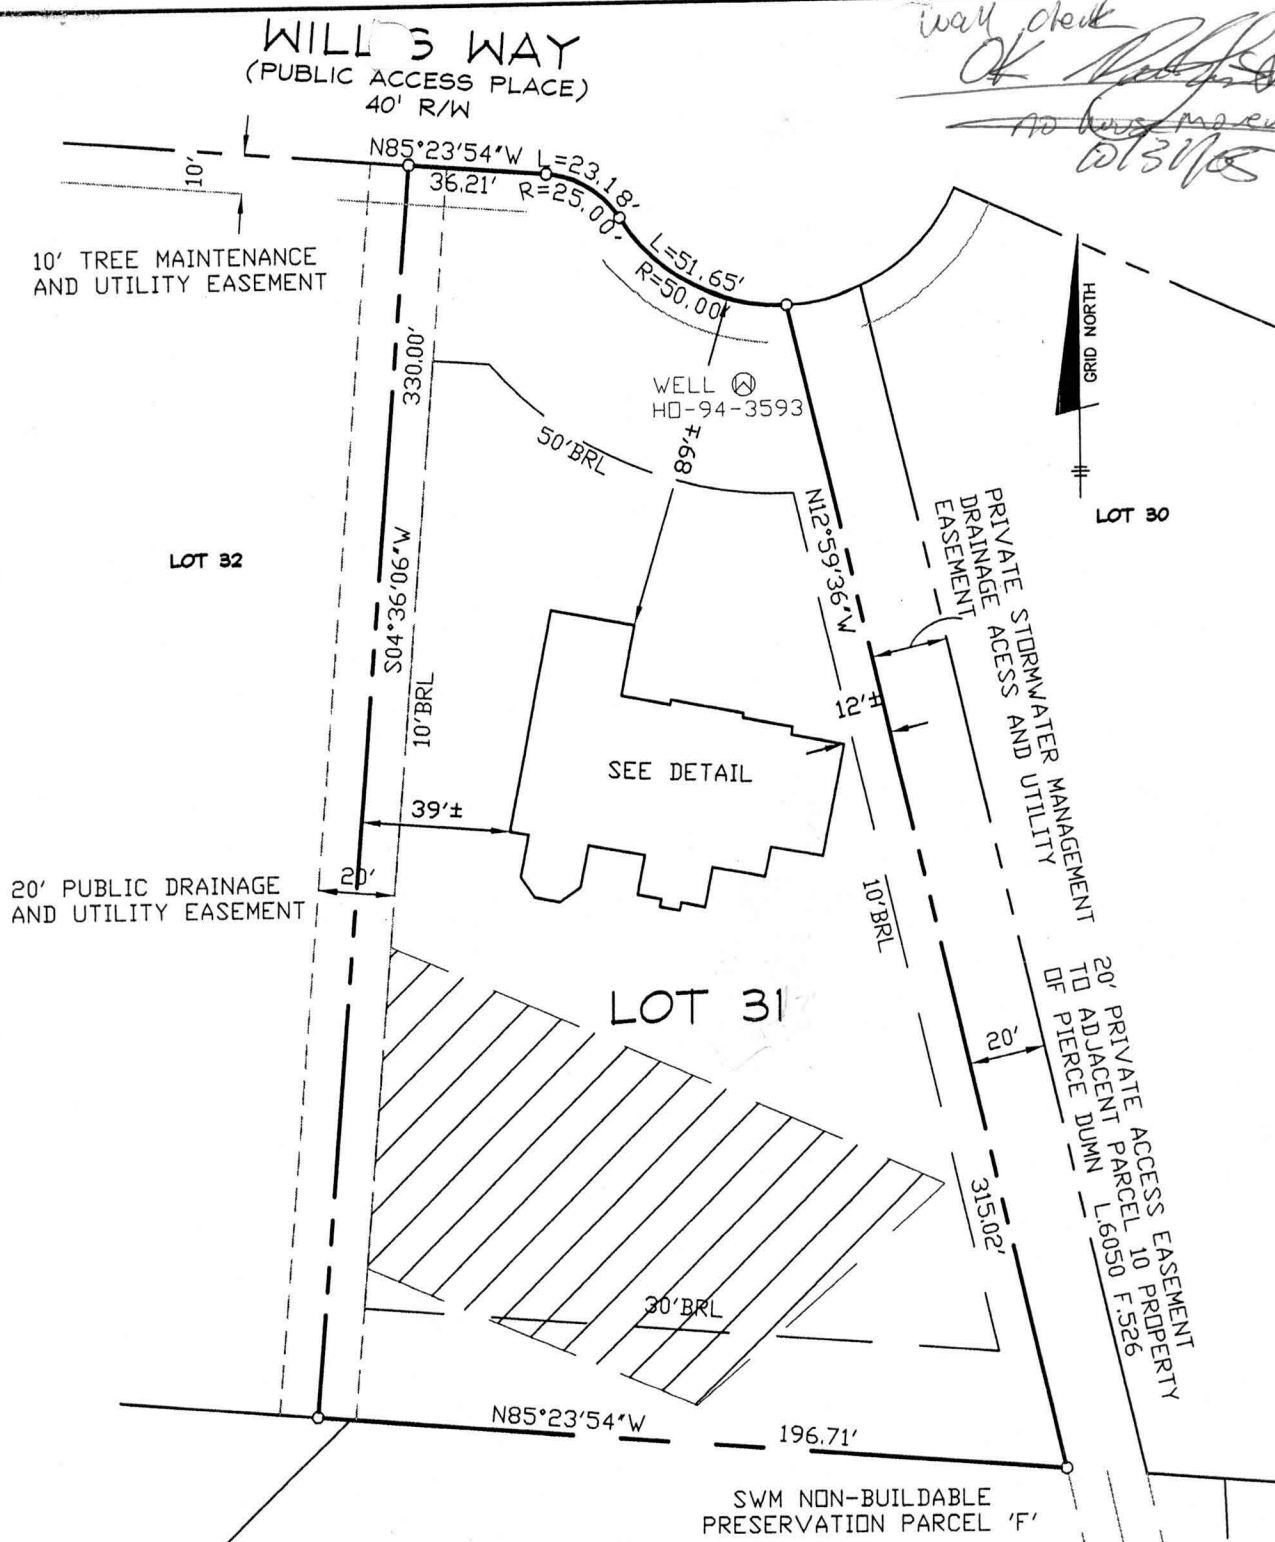 wall check
OK
no house
WILL S WAY
(PUBLIC ACCESS PLACE)
40' R/W
N85°23'54"W
36.21'
L=23.18'
R=25.00'
L=51.65'
R=50.00'
10'
10' TREE MAINTENANCE
AND UTILITY EASEMENT
330.00'
S04°36'06"W
10'BRL
50'BRL
WELL W
HO-94-3593
89'±
GRID NORTH
LOT 30
LOT 32
N12°59'36"W
PRIVATE STORMWATER MANAGEMENT
DRAINAGE ACESS AND UTILITY
EASEMENT
12'±
SEE DETAIL
39'±
20'
20' PUBLIC DRAINAGE
AND UTILITY EASEMENT
10'BRL
LOT 31
20'
20' PRIVATE ACCESS EASEMENT
TO ADJACENT PARCEL 10 PROPERTY
OF PIERCE DUMN L.6050 F.526
315.02'
30'BRL
N85°23'54"W
196.71'
SWM NON-BUILDABLE
PRESERVATION PARCEL 'F'